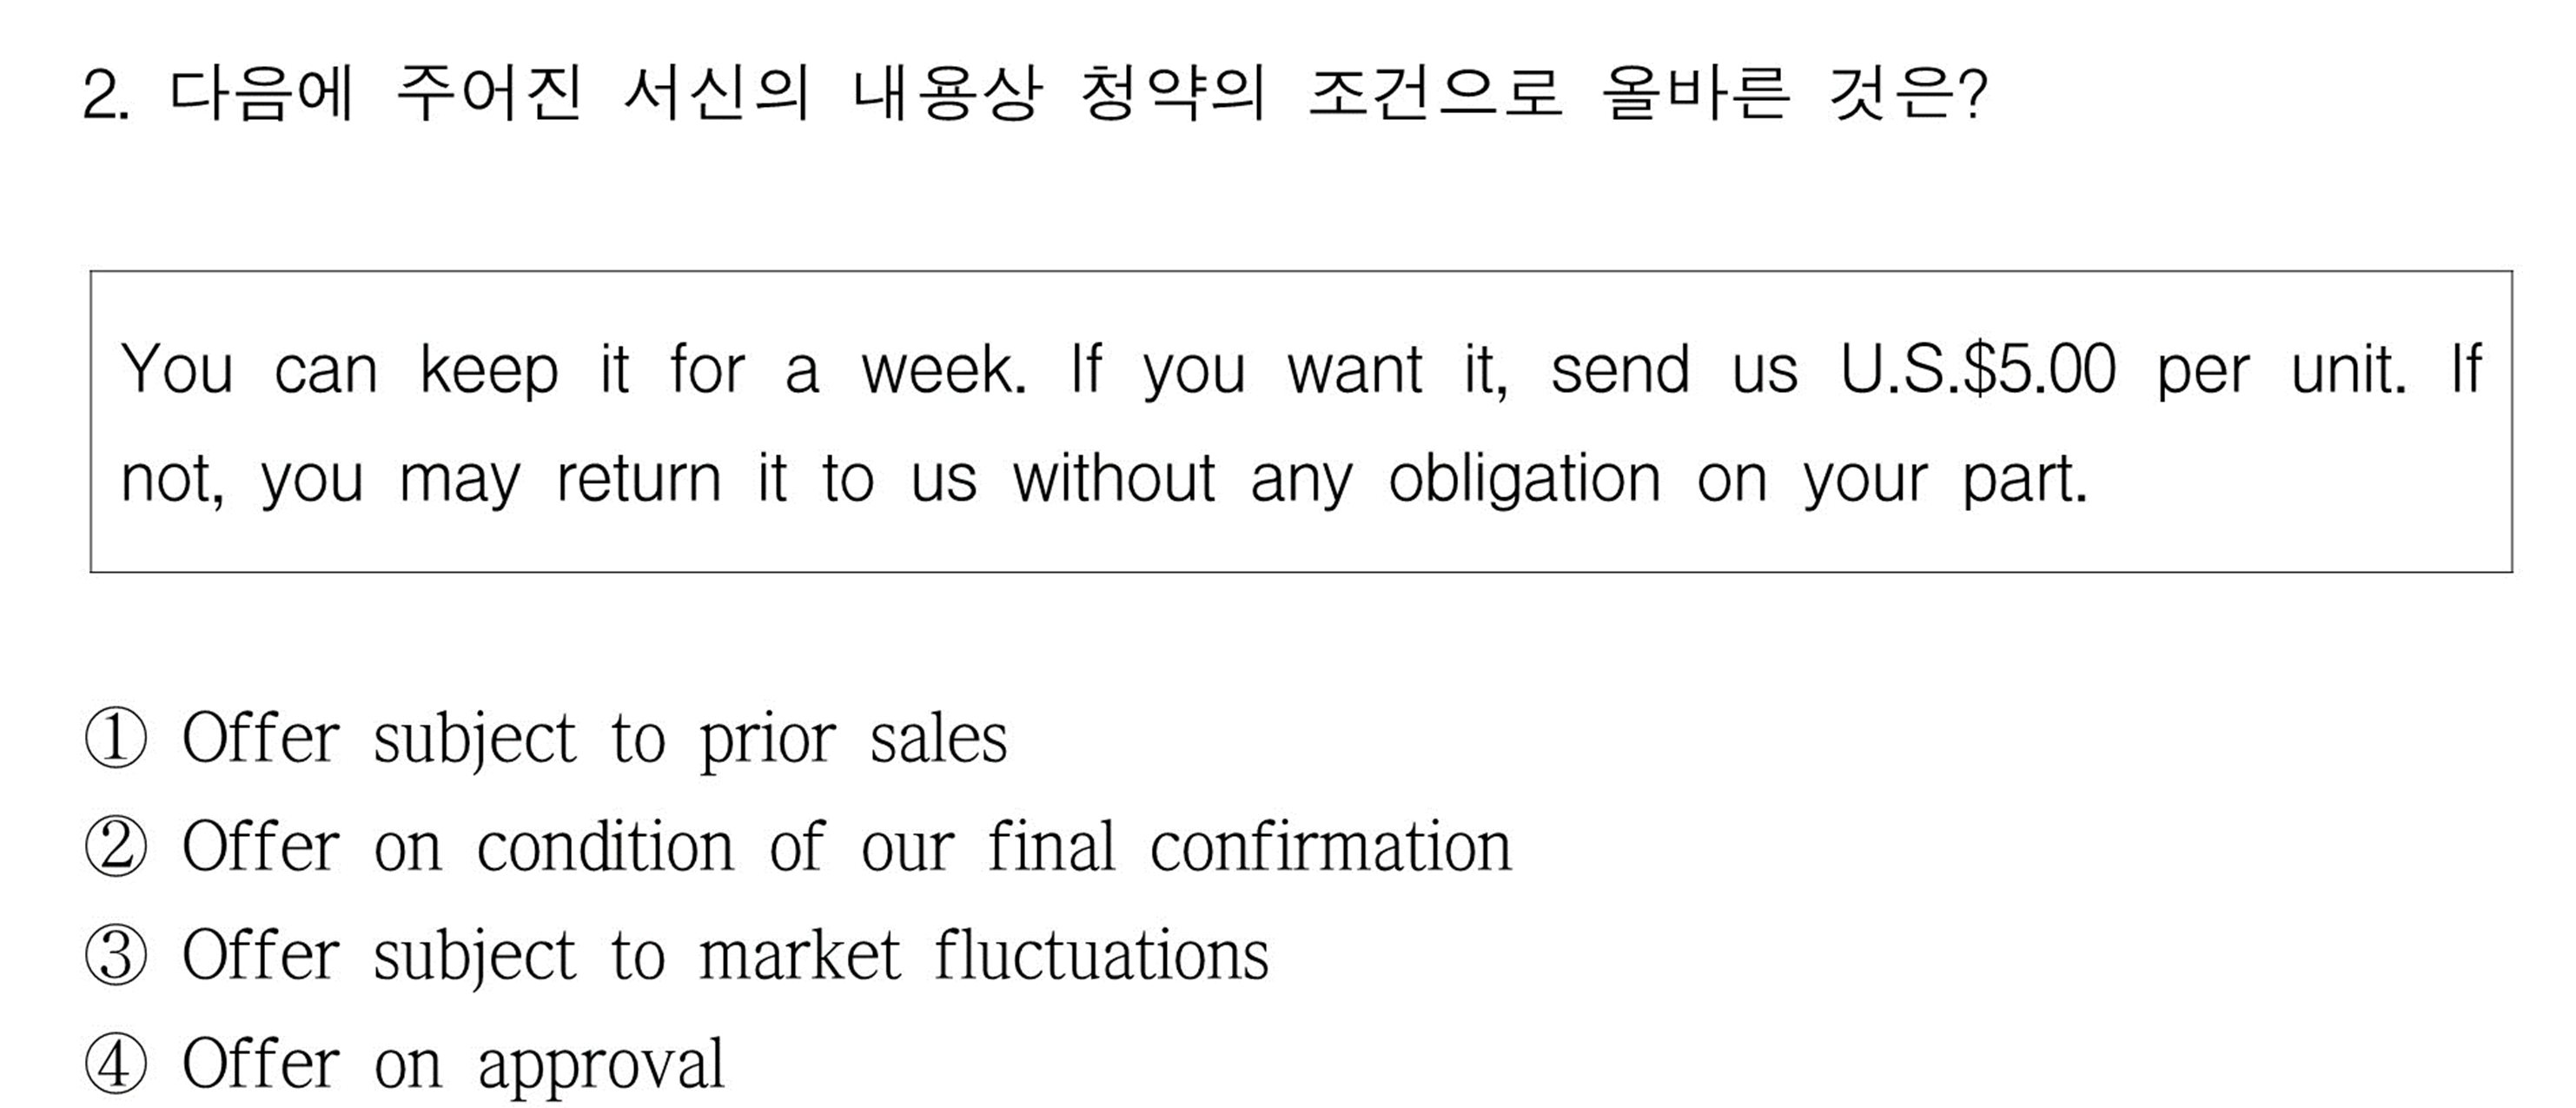 2. 다음에 주어진 서신의 내용상 청약의 조건으로 올바른 것은?
You can keep it for a week. If you want it, send us U.S.$5.00 per unit. If
not, you may return it to us without any obligation on your part.
① Offer subject to prior sales
② Offer on condition of our final confirmation
③ Offer subject to market fluctuations
④ Offer on approval